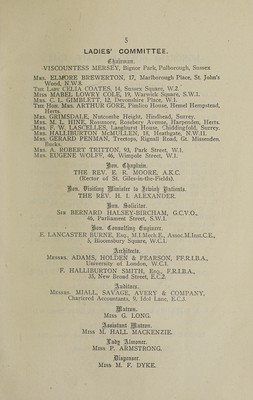 3
LADIES' COMMITTEE.
Chairman.
VISCOUNTESS MERSEY, Bignor Park, Pulborough, Sussex
Mrs. ELMORE BREWERTON, 17, Marlborough Place, St. John's
Wood, N.W.8.
The Lady CELIA COATES, 14, Sussex Square, W.2
Miss MABEL LOWRY COLE, 19, Warwick Square, S.W.1.
Mrs. C. L. GIMBLETT, 12, Devonshire Place, W.1.
The Hon. Mrs. ARTHUR GORE, Pimlico House, Hemel Hempstead,
Herts.
Mrs. GRIMSDALE, Nutcombe Height, Hindhead, Surrey.
Mrs. M. L. HINE, Rosemore, Rosebery Avenue, Harpenden, Herts.
Mrs. F. W. LASCELLES, Langhurst House, Chiddingfold, Surrey.
Mrs. HALLIBURTON McMULLEN, 18, Heathgate, N.W.11.
Mrs. GERARD PENMAN, Treetops, Rignall Road, Gt. Missenden,
Bucks.
Mrs. A. ROBERT TRITTON, 93, Park Street, W.1.
Mrs. EUGENE WOLFF, 46, Wimpole Street, W.1.
Hon. Chaplain.
THE REV. E. R. MOORE, A.K.C.
(Rector of St. Giles-in-the-Fields).
Hon. Visiting Minister to Jewish Patients.
THE REV. H. I. ALEXANDER.
Hon. Solicitor.
Sir BERNARD HALSEY-BIRCHAM, G.C.V.O.,
46, Parliament Street, S.W.1.
Hon. Consulting Engineer.
E. LANCASTER BURNE, Esq., M.I.Mech.E., Assoc.M.Inst.C.E.,
5, Bloomsbury Square, W.C.1.
Architects.
Messrs. ADAMS, HOLDEN & PEARSON, FF.R.I.B.A.,
University of London, W.C.1.
E. HALLIBURTON SMITH, Esq., F.R.I.B.A.,
35, New Broad Street, E.C.2.
Auditors.
Messrs. MIALL, SAVAGE, AVERY & COMPANY,
Chartered Accountants, 8, Idol Lane, E.C.3.
Matron.
Miss G. LONG.
Assistant Matron.
Miss M. HALL MACKENZIE.
Lady Almoner.
Miss P. ARMSTRONG.
Dispenser.
Miss M. F. DYKE.